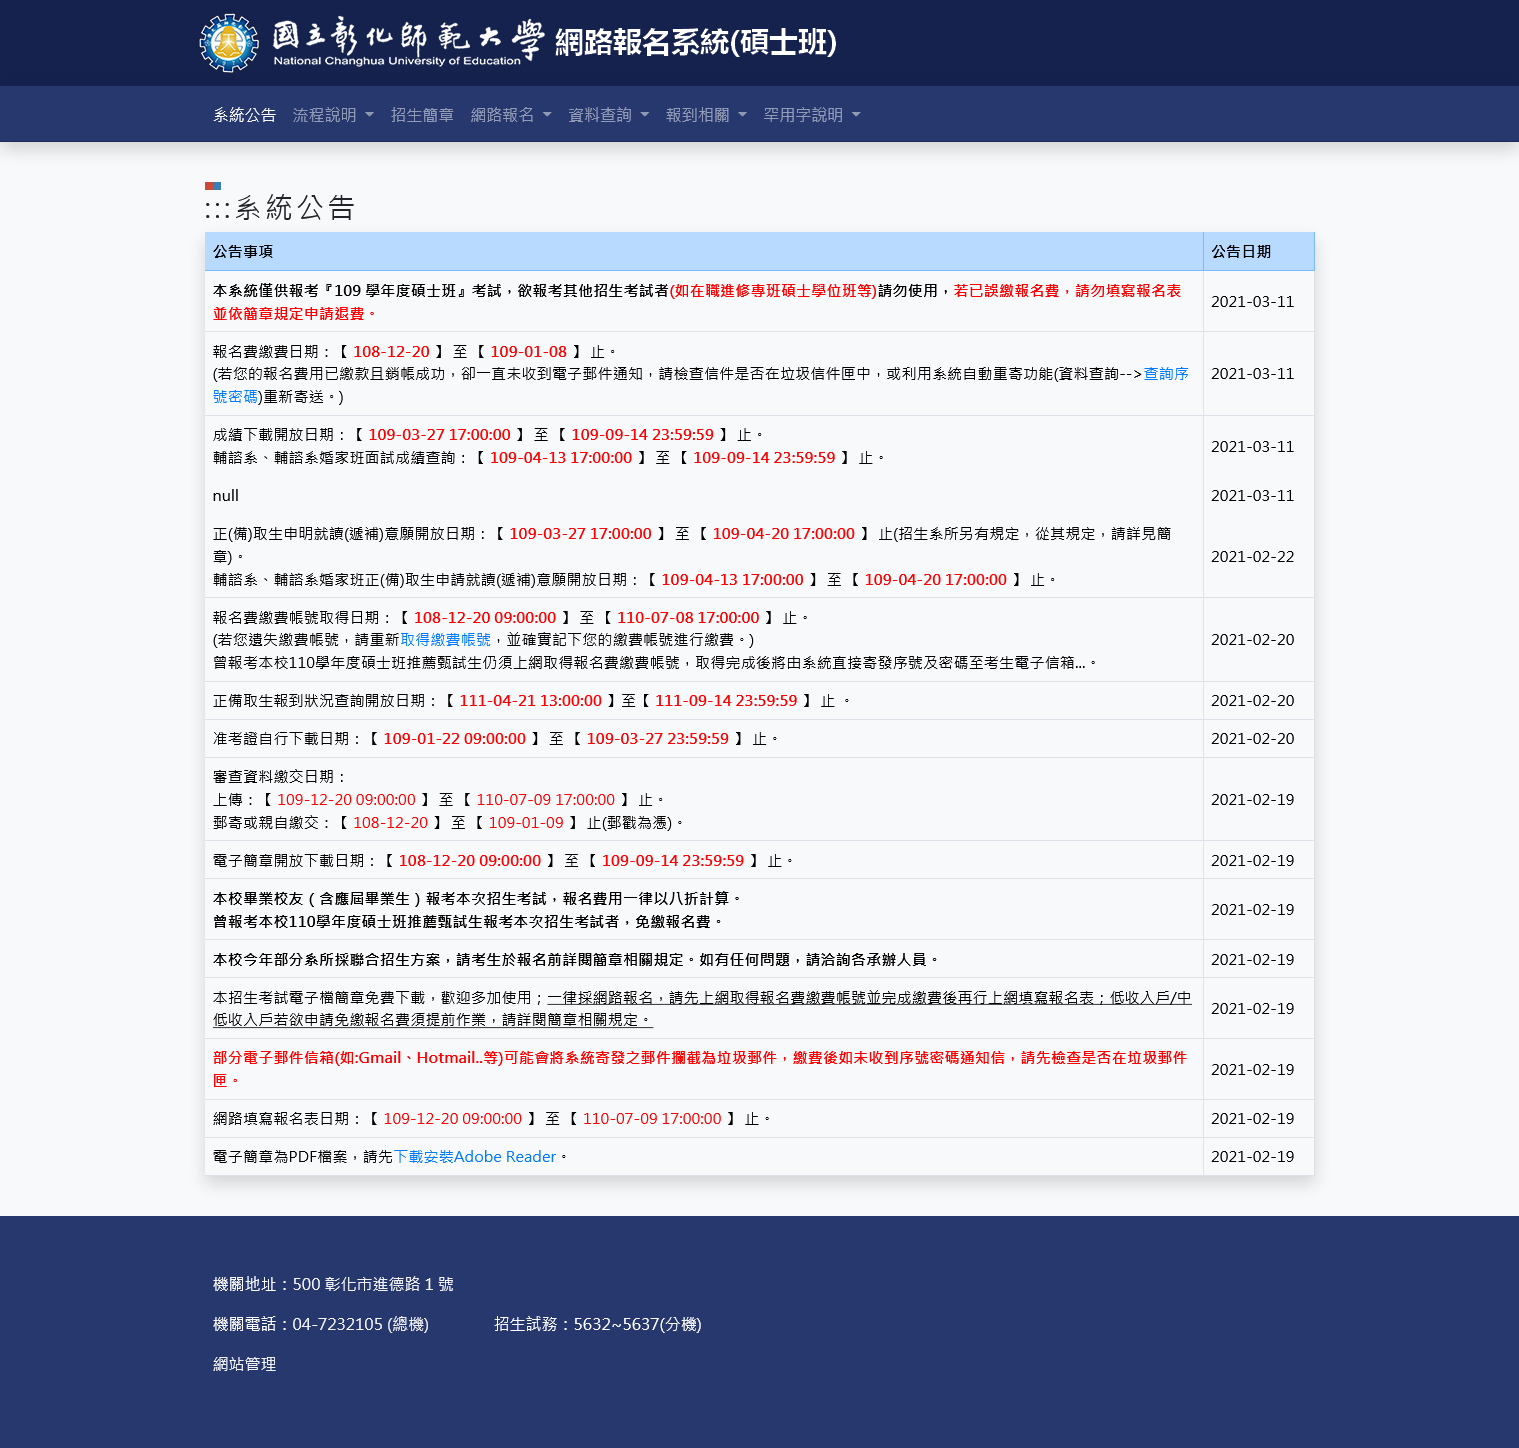 國立彰化師範大學 網路報名系統(碩士班)
National Changhua University of Education
系統公告 流程說明 招生簡章 網路報名 資料查詢 報到相關 罕用字說明
:::系統公告
公告事項 公告日期
本系統僅供報考『109 學年度碩士班』考試，欲報考其他招生考試者(如在職進修專班碩士學位班等)請勿使用，若已誤繳報名費，請勿填寫報名表
並依簡章規定申請退費。
2021-03-11
報名費繳費日期：【 108-12-20 】 至 【 109-01-08 】 止。
(若您的報名費用已繳款且銷帳成功，卻一直未收到電子郵件通知，請檢查信件是否在垃圾信件匣中，或利用系統自動重寄功能(資料查詢-->查詢序
號密碼)重新寄送。)
2021-03-11
成績下載開放日期：【 109-03-27 17:00:00 】 至 【 109-09-14 23:59:59 】 止。
輔諮系、輔諮系婚家班面試成績查詢：【 109-04-13 17:00:00 】 至 【 109-09-14 23:59:59 】 止。
2021-03-11
null 2021-03-11
正(備)取生申明就讀(遞補)意願開放日期：【 109-03-27 17:00:00 】 至 【 109-04-20 17:00:00 】 止(招生系所另有規定，從其規定，請詳見簡
章)。
輔諮系、輔諮系婚家班正(備)取生申請就讀(遞補)意願開放日期：【 109-04-13 17:00:00 】 至 【 109-04-20 17:00:00 】 止。
2021-02-22
報名費繳費帳號取得日期：【 108-12-20 09:00:00 】 至 【 110-07-08 17:00:00 】 止。
(若您遺失繳費帳號，請重新取得繳費帳號，並確實記下您的繳費帳號進行繳費。)
曾報考本校110學年度碩士班推薦甄試生仍須上網取得報名費繳費帳號，取得完成後將由系統直接寄發序號及密碼至考生電子信箱...。
2021-02-20
正備取生報到狀況查詢開放日期：【 111-04-21 13:00:00 】至【 111-09-14 23:59:59 】 止 。 2021-02-20
准考證自行下載日期：【 109-01-22 09:00:00 】 至 【 109-03-27 23:59:59 】 止。 2021-02-20
審查資料繳交日期：
上傳：【 109-12-20 09:00:00 】 至 【 110-07-09 17:00:00 】 止。
郵寄或親自繳交：【 108-12-20 】 至 【 109-01-09 】 止(郵戳為憑)。
2021-02-19
電子簡章開放下載日期：【 108-12-20 09:00:00 】 至 【 109-09-14 23:59:59 】 止。 2021-02-19
本校畢業校友（含應屆畢業生）報考本次招生考試，報名費用一律以八折計算。
曾報考本校110學年度碩士班推薦甄試生報考本次招生考試者，免繳報名費。
2021-02-19
本校今年部分系所採聯合招生方案，請考生於報名前詳閱簡章相關規定。如有任何問題，請洽詢各承辦人員。 2021-02-19
本招生考試電子檔簡章免費下載，歡迎多加使用；一律採網路報名，請先上網取得報名費繳費帳號並完成繳費後再行上網填寫報名表；低收入戶/中
低收入戶若欲申請免繳報名費須提前作業，請詳閱簡章相關規定。
2021-02-19
部分電子郵件信箱(如:Gmail、Hotmail..等)可能會將系統寄發之郵件攔截為垃圾郵件，繳費後如未收到序號密碼通知信，請先檢查是否在垃圾郵件
匣。
2021-02-19
網路填寫報名表日期：【 109-12-20 09:00:00 】 至 【 110-07-09 17:00:00 】 止。 2021-02-19
電子簡章為PDF檔案，請先下載安裝Adobe Reader。 2021-02-19
機關地址：500 彰化市進德路 1 號
機關電話：04-7232105 (總機) 招生試務：5632~5637(分機)
網站管理